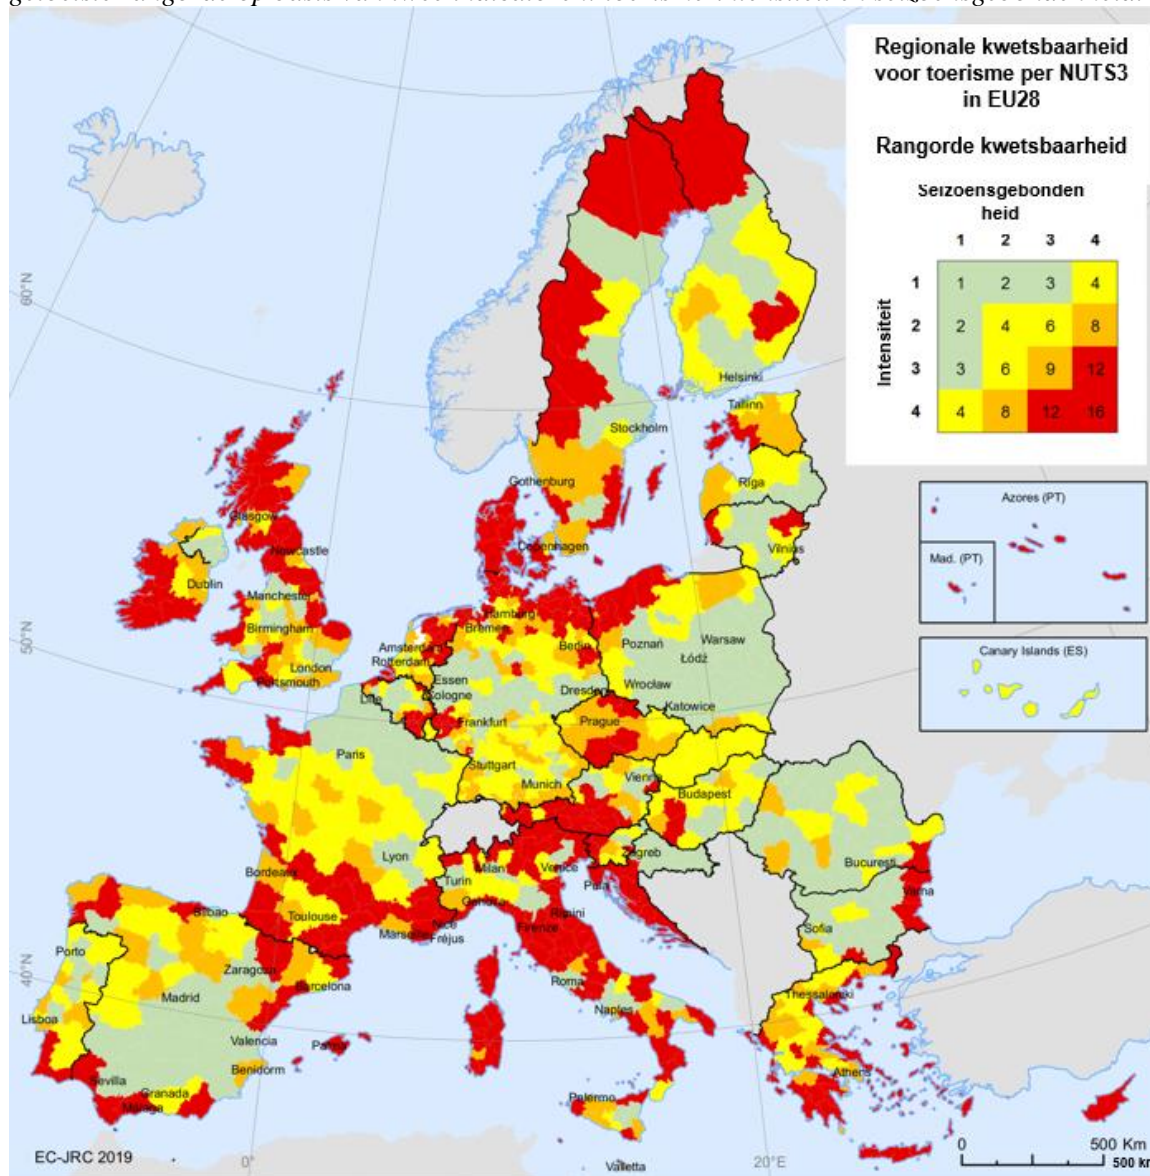 Regionale kwetsbaarheid
voor toerisme per NUTS3
in EU28
Rangorde kwetsbaarheid
Seizoensgebonden
heid
1 2 3 4
Intensiteit
1 1 2 3 4
2 2 4 6 8
3 3 6 9 12
4 4 8 12 16
60°N
50°N
40°N
Helsinki
Tallinn
Stockholm
Gothenburg
Rīga
Azores (PT)
Glasgow
Newcastle
Copenhagen
Vilnius
Mad. (PT)
Dublin
Manchester
Hamburg
Bremen
Birmingham
Amsterdam
Berlin
Poznań
Warsaw
Łódź
Canary Islands (ES)
London
Rotterdam
Portsmouth
Essen
Cologne
Lille
Dresden
Wrocław
Katowice
Frankfurt
Prague
Paris
Stuttgart
Munich
Vienna
Budapest
Lyon
Zagreb
Bordeaux
Turin
Milan
Venice
Pula
Bucuresti
Varna
Genova
Rimini
Toulouse
Bilbao
Marseille
Nice
Fréjus
Firenze
Sofia
Porto
Zaragoza
Barcelona
Roma
Madrid
Naples
Thessaloniki
Lisboa
Valencia
Palma
Benidorm
Athens
Sevilla
Granada
Málaga
Palermo
Valletta
EC-JRC 2019
0°
20°E
0 500 Km
500 km